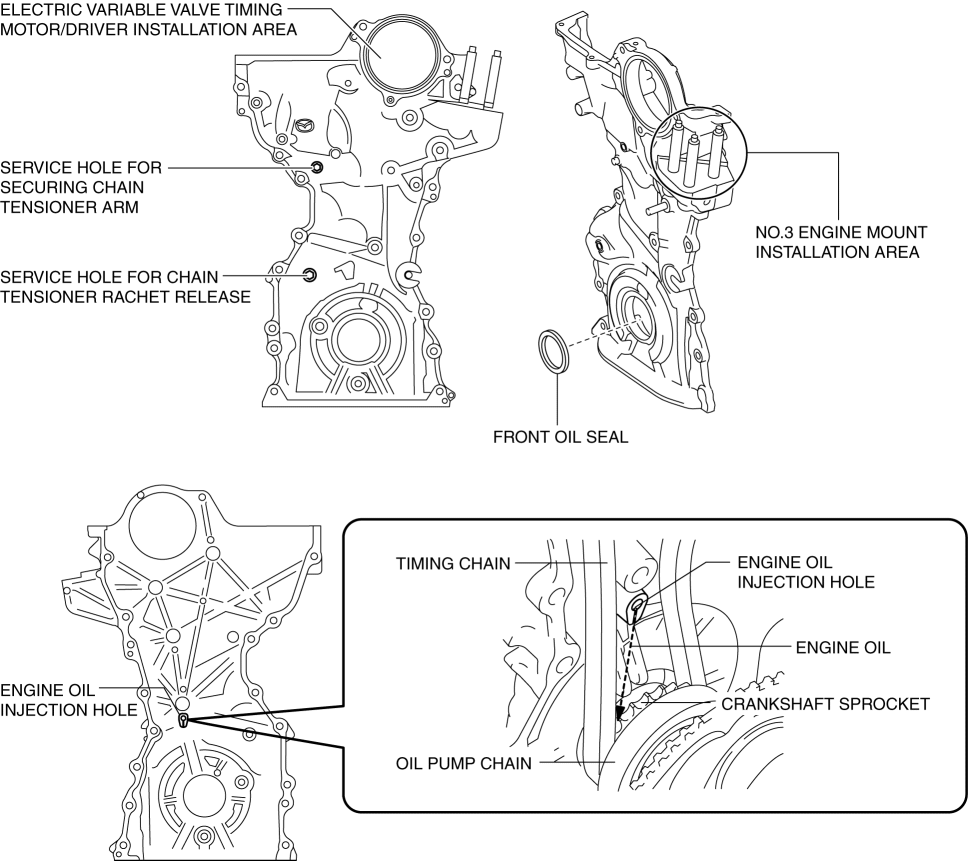 ELECTRIC VARIABLE VALVE TIMING
MOTOR/DRIVER INSTALLATION AREA
SERVICE HOLE FOR
SECURING CHAIN
TENSIONER ARM
SERVICE HOLE FOR CHAIN
TENSIONER RACHET RELEASE
NO.3 ENGINE MOUNT
INSTALLATION AREA
FRONT OIL SEAL
ENGINE OIL
INJECTION HOLE
TIMING CHAIN
ENGINE OIL
INJECTION HOLE
ENGINE OIL
CRANKSHAFT SPROCKET
OIL PUMP CHAIN